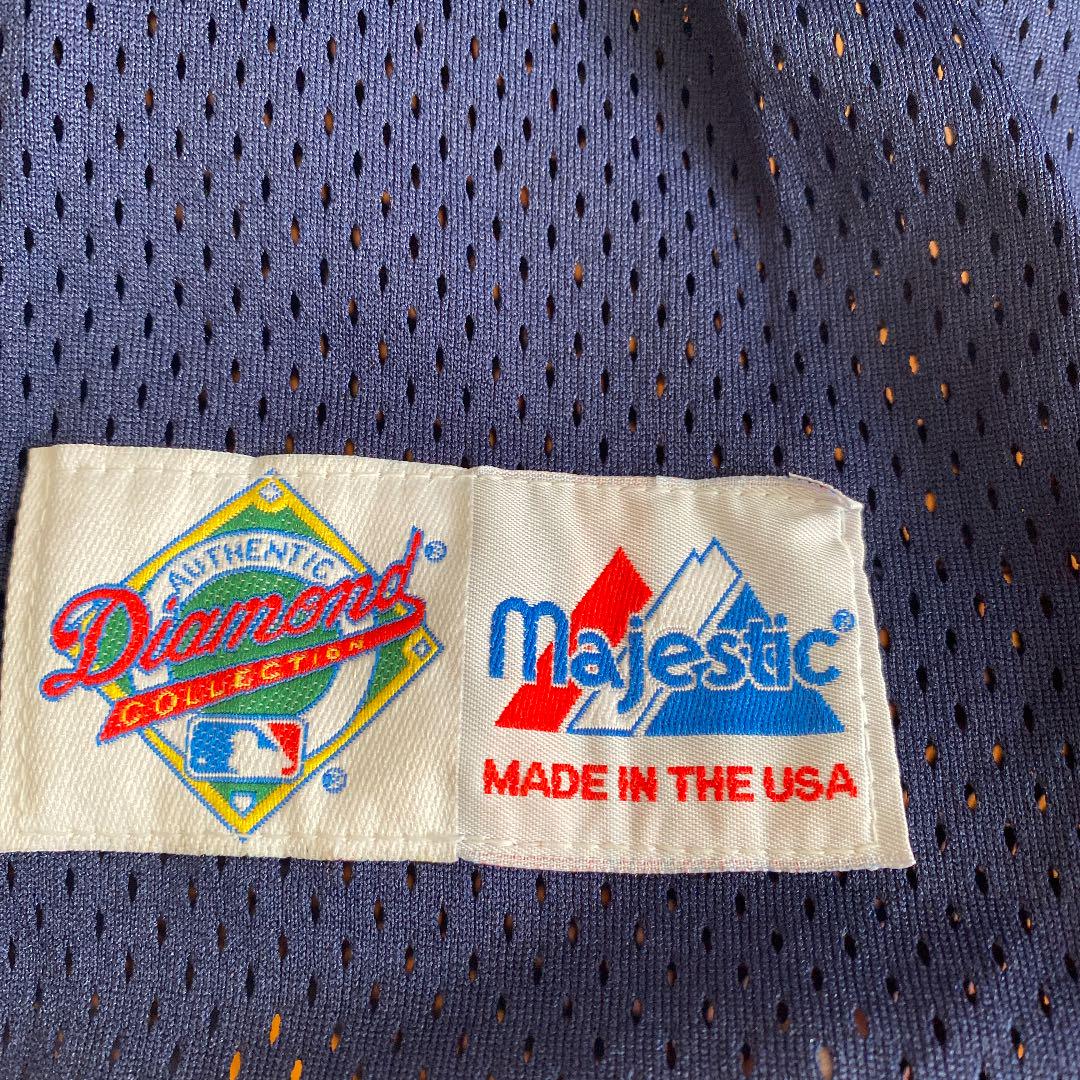 AUTHENTIC
Diamond®
COLLECTION
®
Majestic®
MADE IN THE USA